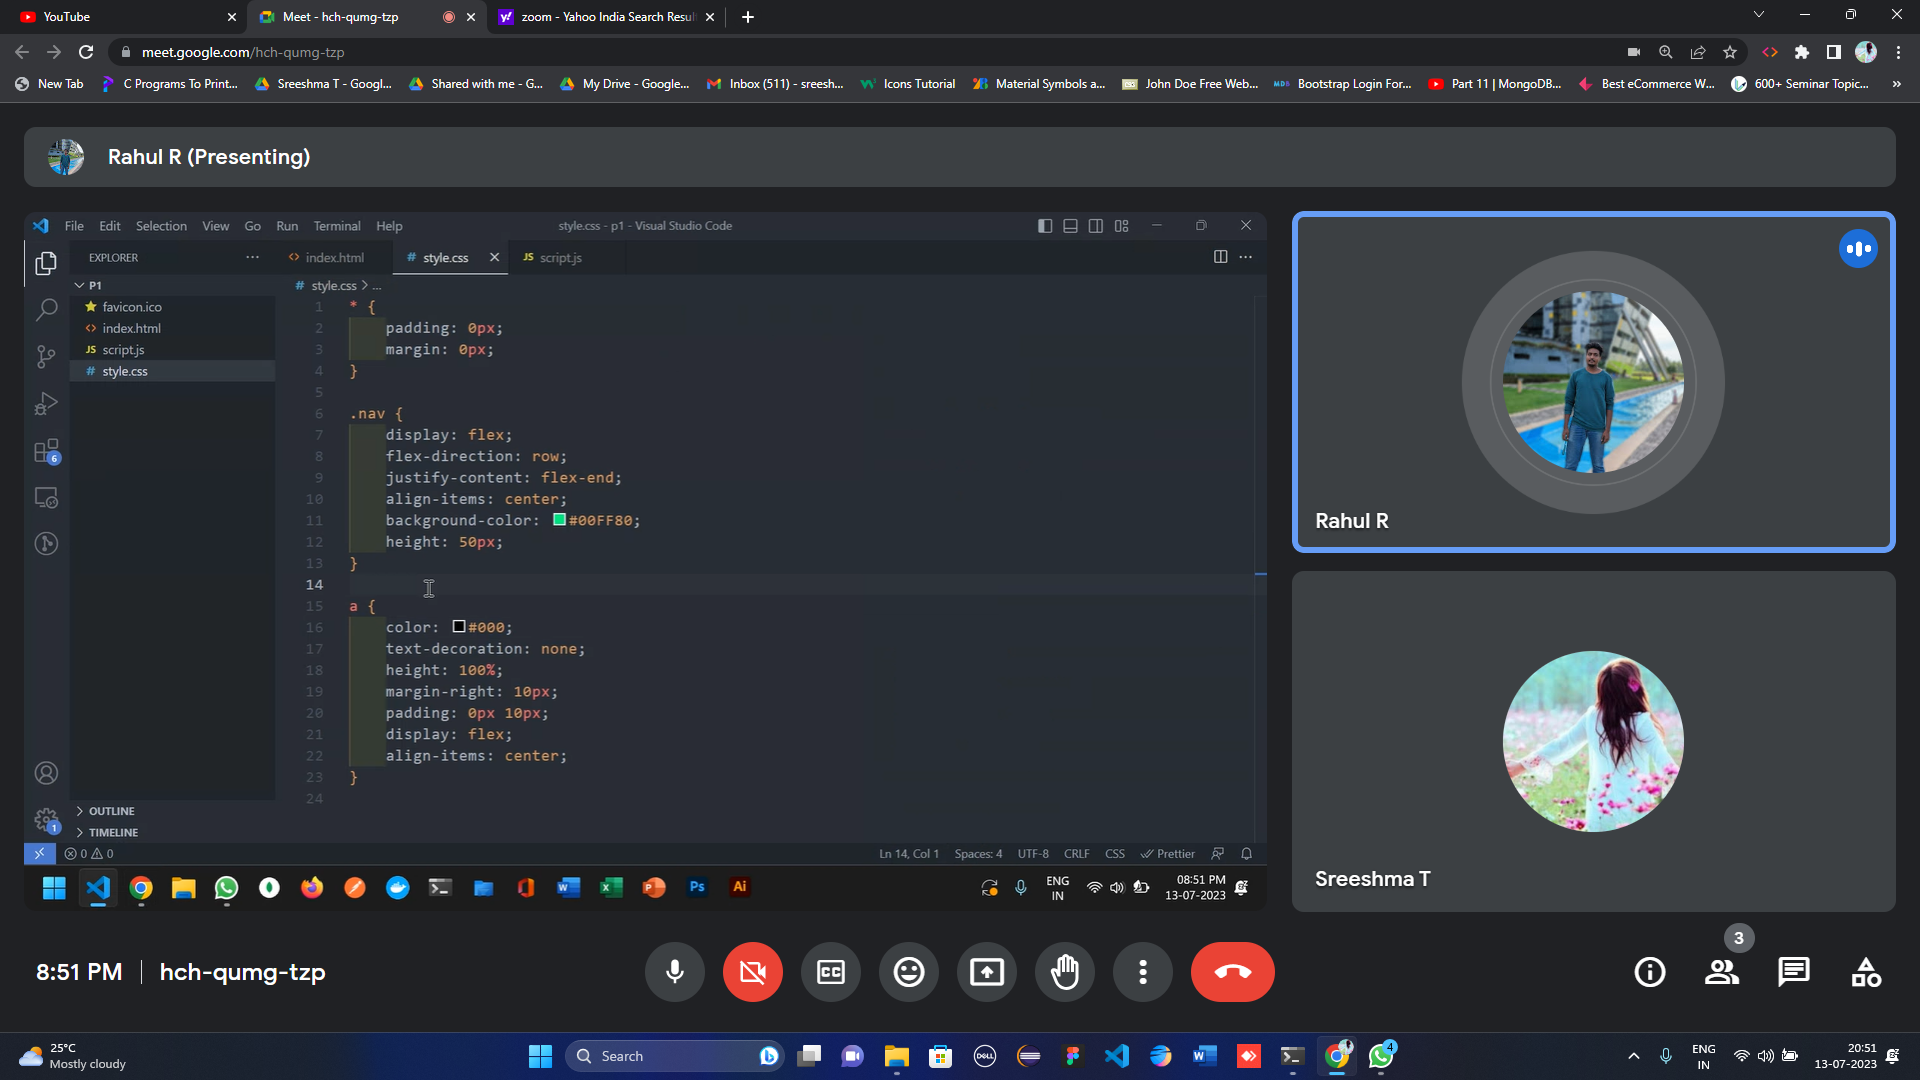 YouTube
Meet - hch-qumg-tzp
zoom - Yahoo India Search Resul
meet.google.com/hch-qumg-tzp
New Tab
C Programs To Print...
Sreeshma T - Googl...
Shared with me - G...
My Drive - Google...
Inbox (511) - sreesh...
Icons Tutorial
Material Symbols a...
John Doe Free Web...
Bootstrap Login For...
Part 11 | MongoDB...
Best eCommerce W...
600+ Seminar Topic...
»
Rahul R (Presenting)
File Edit Selection View Go Run Terminal Help
style.css - p1 - Visual Studio Code
EXPLORER
index.html
# style.css
JS script.js
P1
# style.css > ...
favicon.ico
index.html
JS script.js
# style.css
1 * {
2 padding: 0px;
3 margin: 0px;
4 }
5
6 .nav {
7 display: flex;
8 flex-direction: row;
9 justify-content: flex-end;
10 align-items: center;
11 background-color: #00FF80;
12 height: 50px;
13 }
14
15 a {
16 color: #000;
17 text-decoration: none;
18 height: 100%;
19 margin-right: 10px;
20 padding: 0px 10px;
21 display: flex;
22 align-items: center;
23 }
24
6
1
OUTLINE
TIMELINE
0 0
Ln 14, Col 1 Spaces: 4 UTF-8 CRLF CSS Prettier
Ps
Ai
ENG
IN
08:51 PM
13-07-2023
Rahul R
Sreeshma T
8:51 PM | hch-qumg-tzp
CC
3
25°C
Mostly cloudy
Search
DELL
4
ENG
IN
20:51
13-07-2023